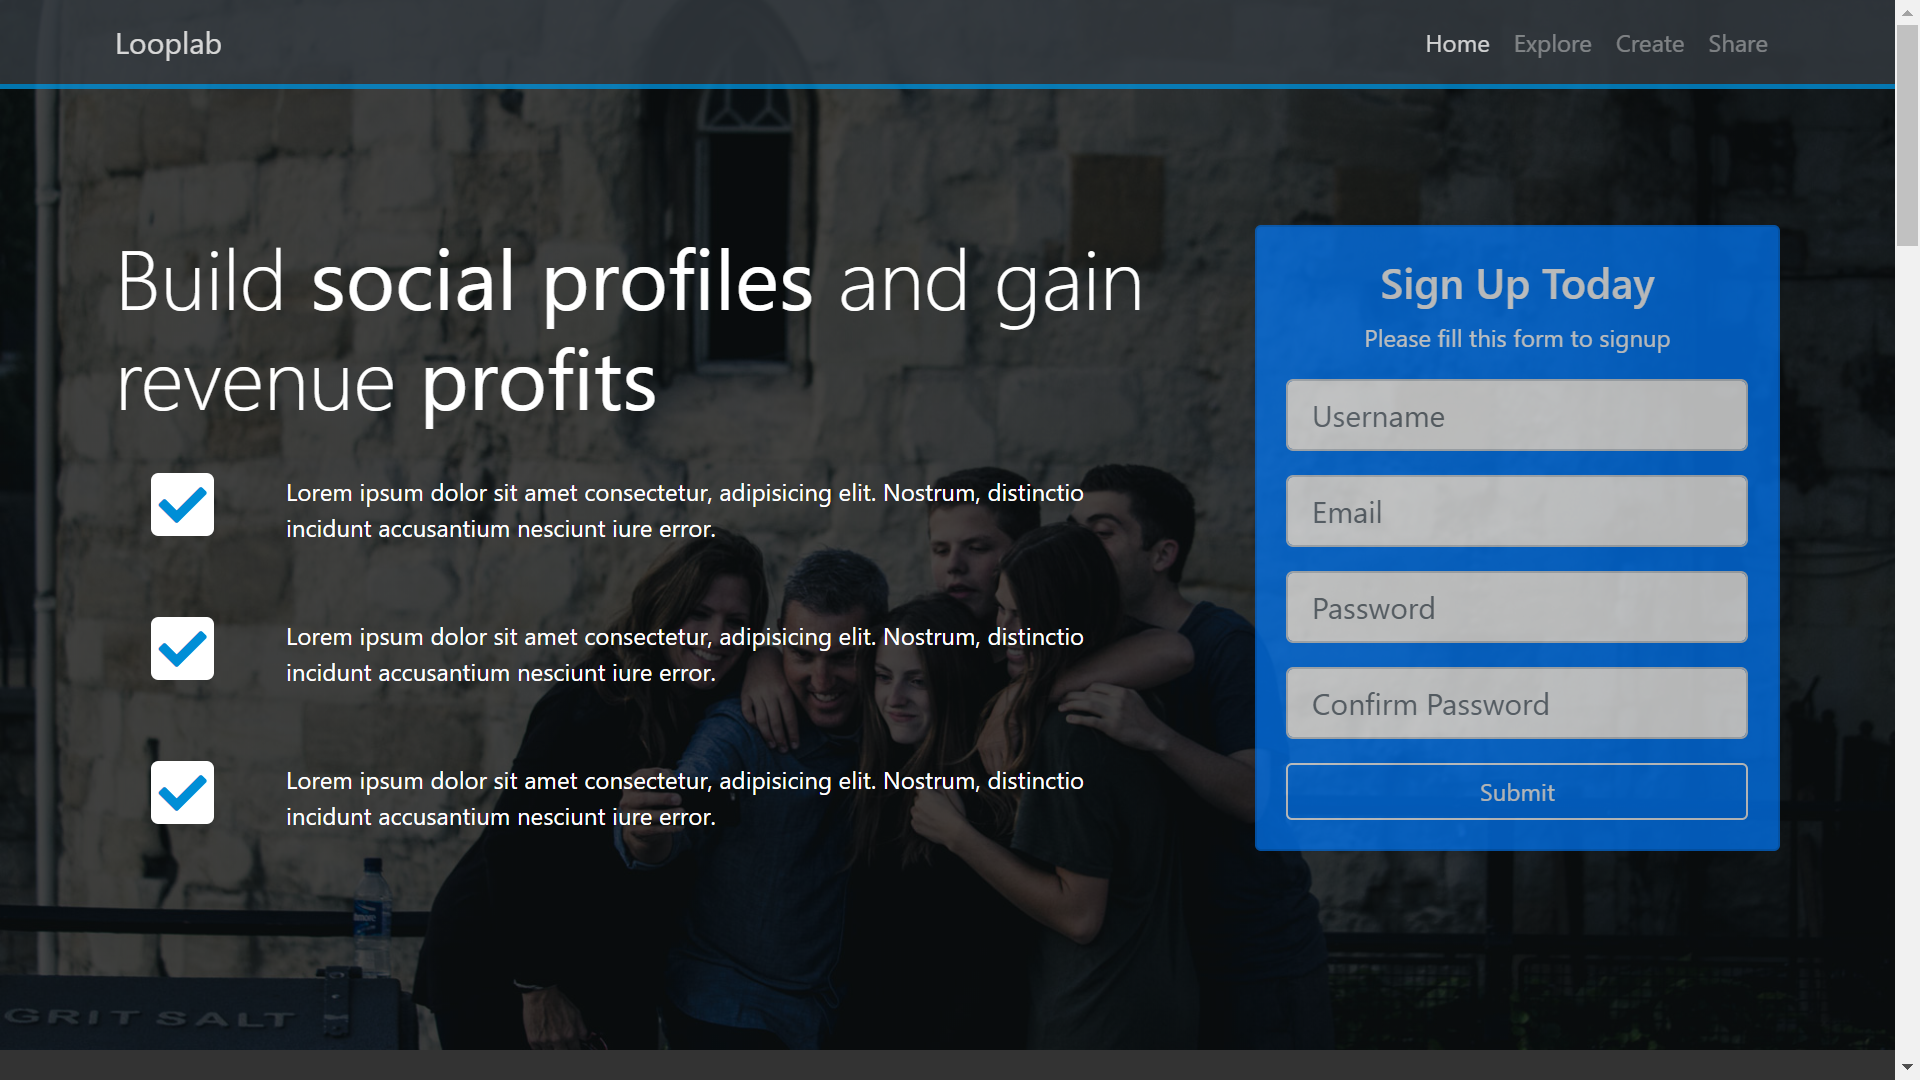 Looplab
Home Explore Create Share
Build social profiles and gain
revenue profits
Lorem ipsum dolor sit amet consectetur, adipisicing elit. Nostrum, distinctio
incidunt accusantium nesciunt iure error.
Lorem ipsum dolor sit amet consectetur, adipisicing elit. Nostrum, distinctio
incidunt accusantium nesciunt iure error.
Lorem ipsum dolor sit amet consectetur, adipisicing elit. Nostrum, distinctio
incidunt accusantium nesciunt iure error.
Sign Up Today
Please fill this form to signup
Username
Email
Password
Confirm Password
Submit
GRIT SALT